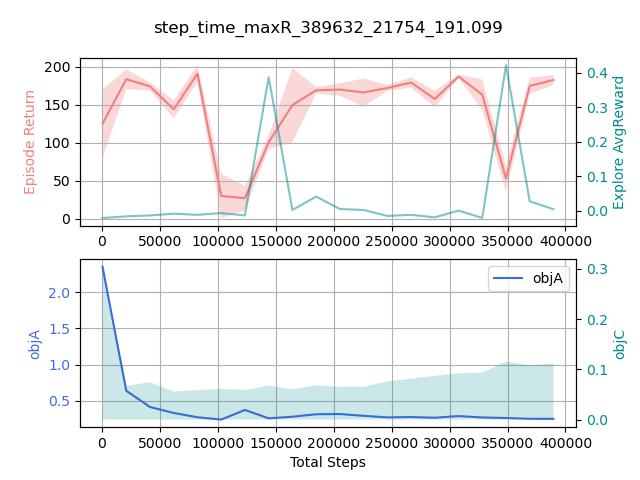 step_time_maxR_389632_21754_191.099
200
150
100
50
0
Episode Return
0.4
0.3
0.2
0.1
0.0
Explore AvgReward
0 50000 100000 150000 200000 250000 300000 350000 400000
2.0
1.5
1.0
0.5
objA
objA
0.3
0.2
0.1
0.0
objC
0 50000 100000 150000 200000 250000 300000 350000 400000
Total Steps